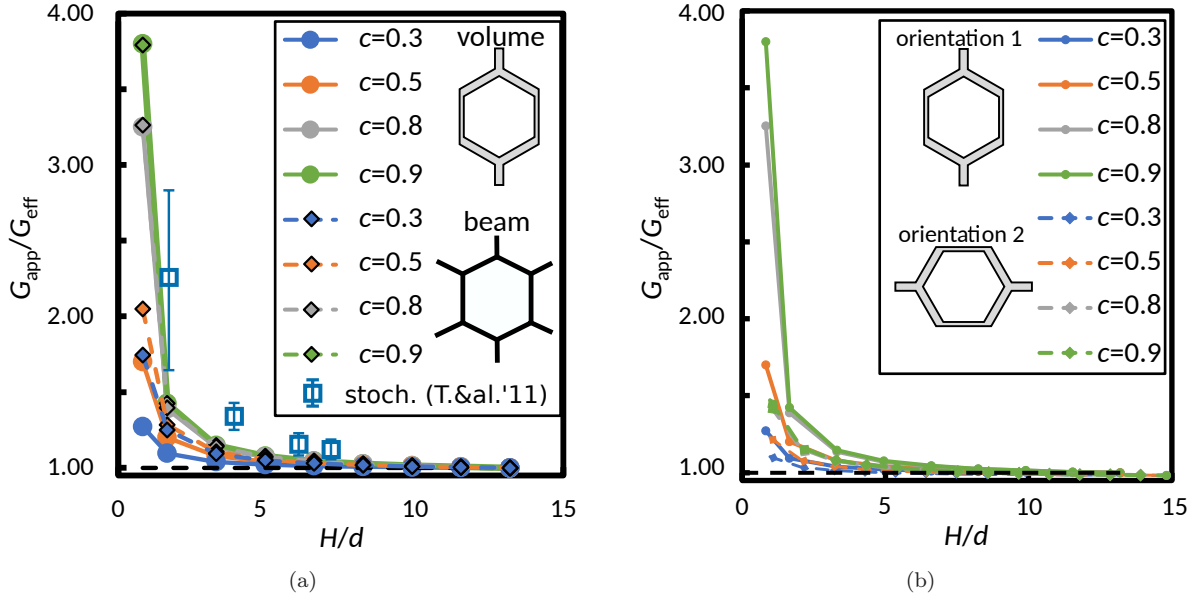 4.00
3.00
2.00
1.00
G_app/G_eff
0
5
10
15
H/d
c=0.3
c=0.5
c=0.8
c=0.9
c=0.3
c=0.5
c=0.8
c=0.9
stoch. (T.&al.'11)
volume
beam
(a)
4.00
3.00
2.00
1.00
G_app/G_eff
0
5
10
15
H/d
orientation 1
orientation 2
c=0.3
c=0.5
c=0.8
c=0.9
c=0.3
c=0.5
c=0.8
c=0.9
(b)